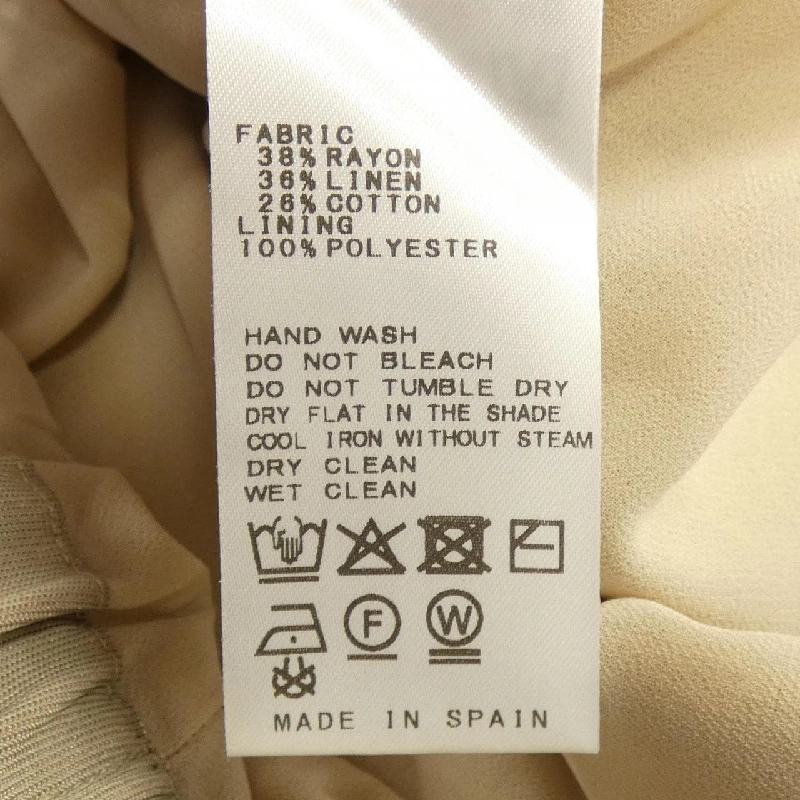 FABRIC
38% RAYON
36% LINEN
26% COTTON
LINING
100% POLYESTER
HAND WASH
DO NOT BLEACH
DO NOT TUMBLE DRY
DRY FLAT IN THE SHADE
COOL IRON WITHOUT STEAM
DRY CLEAN
WET CLEAN
F W
MADE IN SPAIN